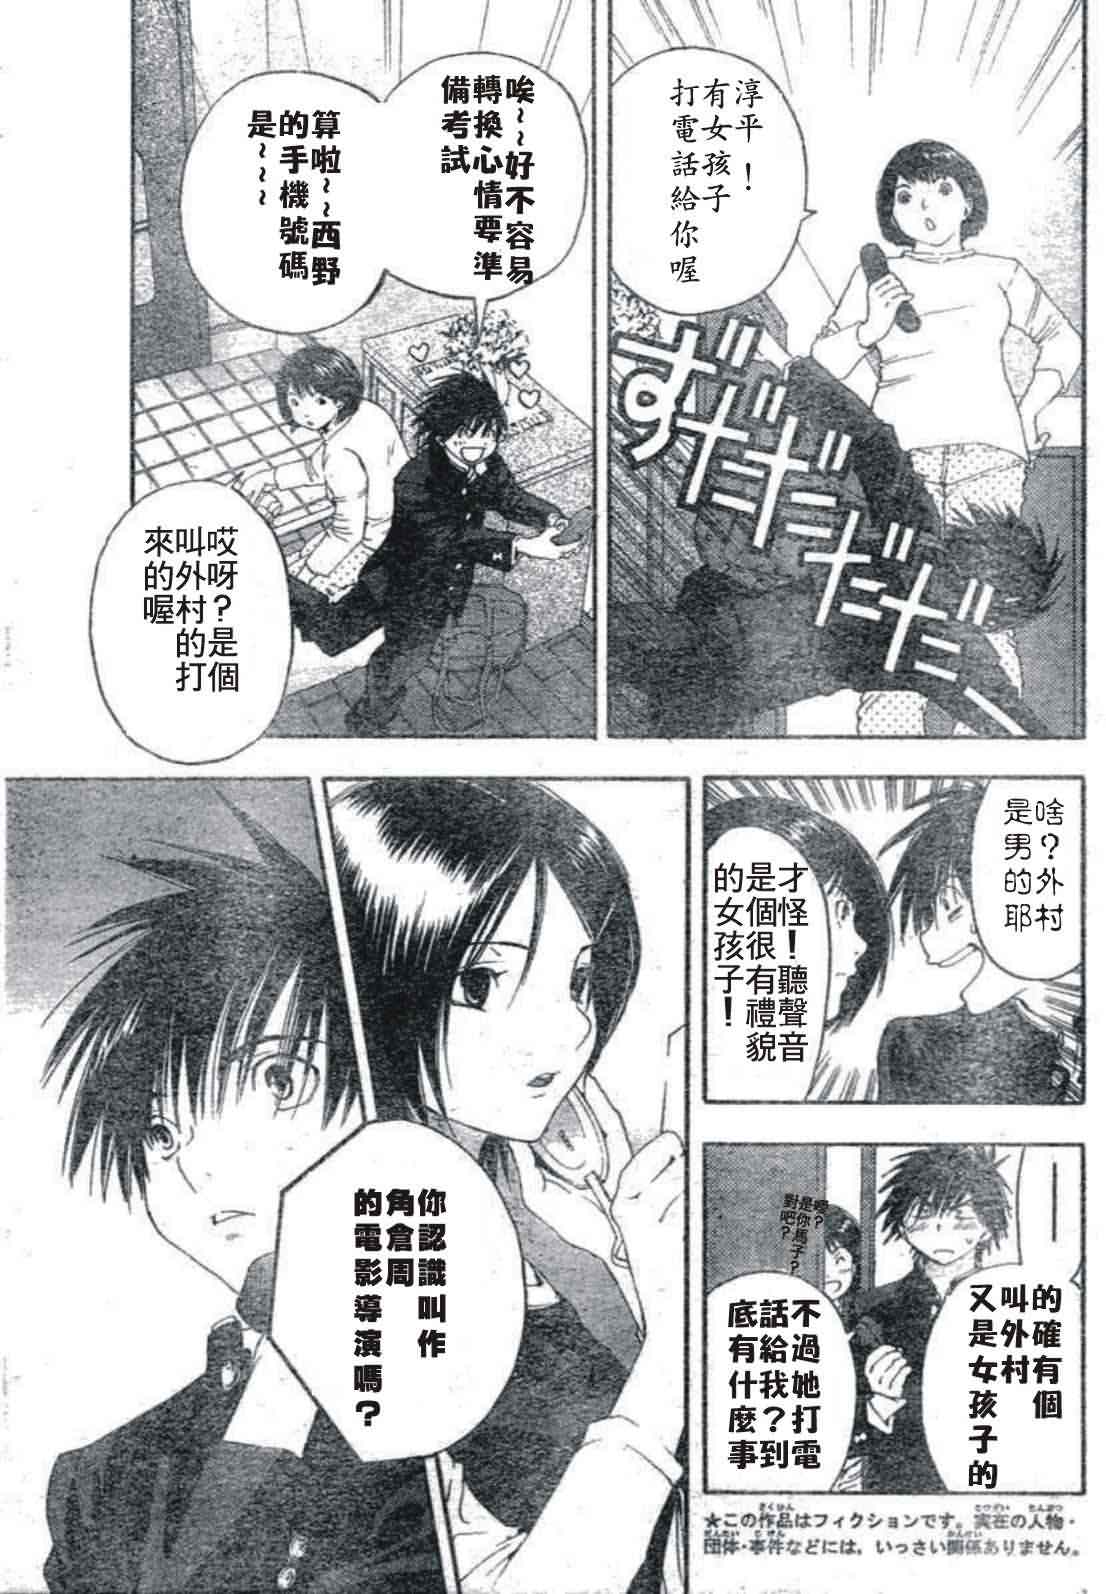 淳平！
有女孩子
打電話給你喔
ずだだだだだ
唉~~好不容易
轉換心情要準
備考試
算啦~~西野
的手機號碼
是~~~
哎呀？是個
叫外村的打
來的喔
啥？外村
是男的耶
才怪！聽聲音
是個很有禮貌
的女孩子！
的確有個
叫外村
又是女孩子的
嘮？
是你馬子？
對吧？
不過她打電
話給我？到
底有什麼事
你認識叫作
角倉周
的電影導演嗎？
★この作品はフィクションです。実在の人物・
団体・事件などには、いっさい関係ありません。